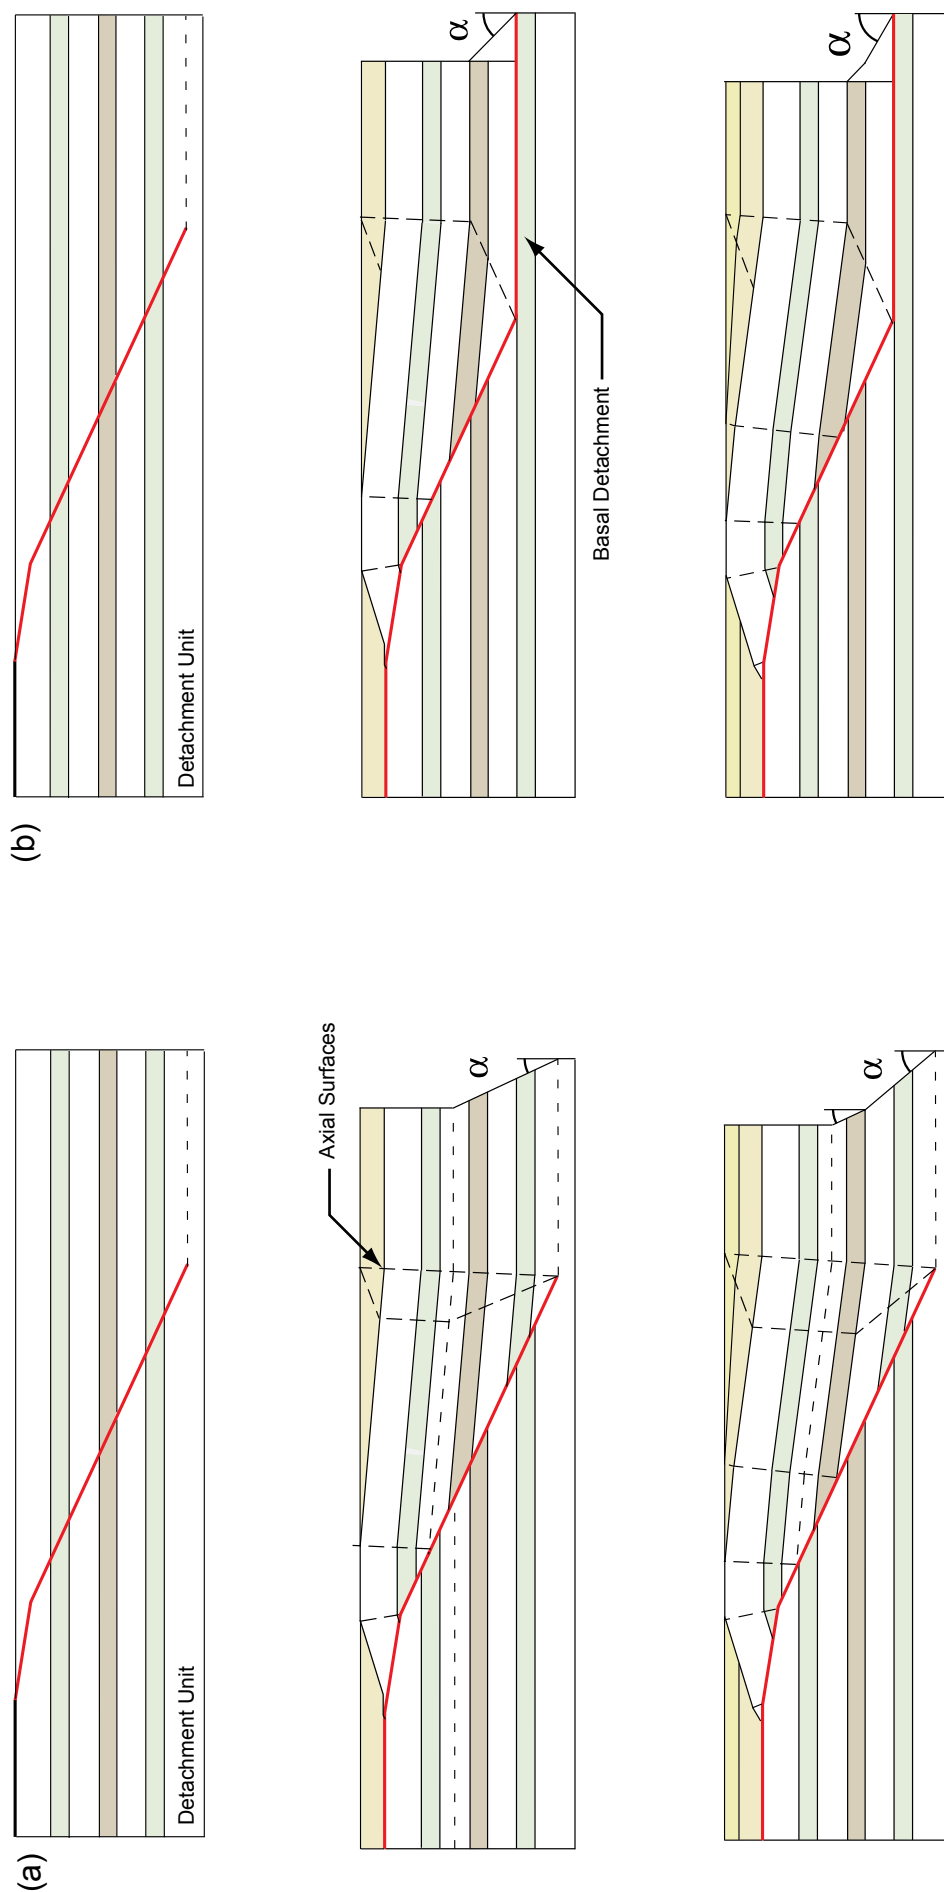 (a)
Detachment Unit
Axial Surfaces
α
α
(b)
Detachment Unit
α
Basal Detachment
α